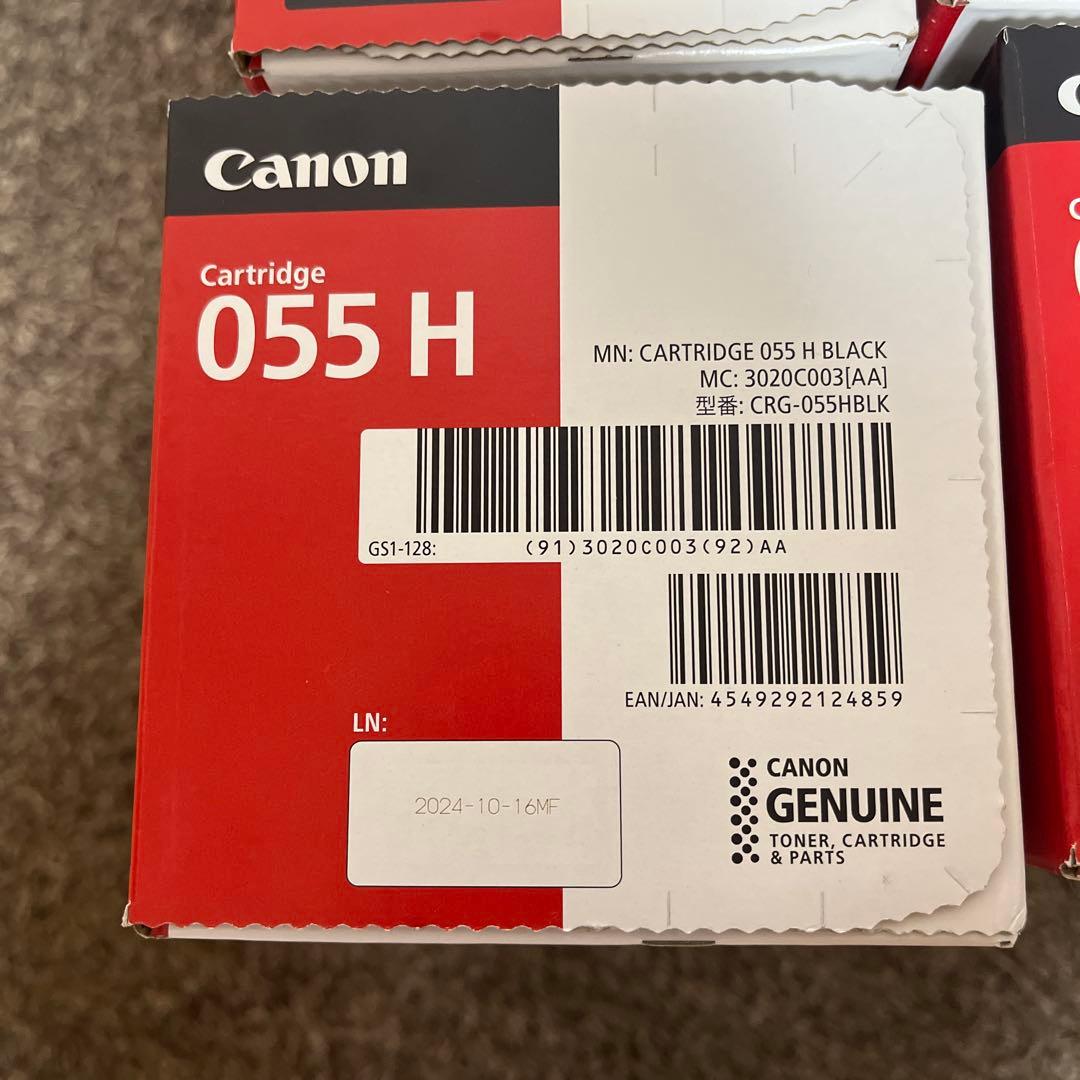 Canon
Cartridge
055 H
MN: CARTRIDGE 055 H BLACK
MC: 3020C003[AA]
型番: CRG-055HBLK
GS1-128: (91)3020C003(92)AA
EAN/JAN: 4549292124859
LN:
2024-10-16MF
CANON
GENUINE
TONER, CARTRIDGE
& PARTS